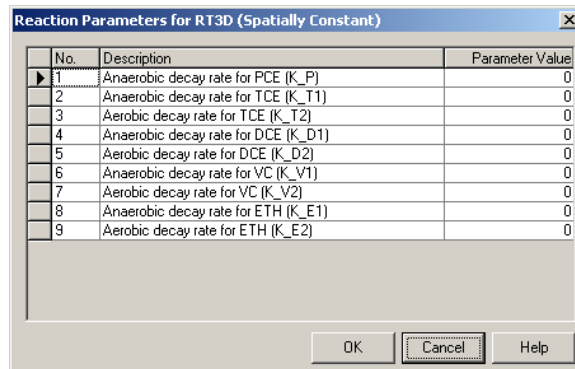 Reaction Parameters for RT3D (Spatially Constant)
No. Description Parameter Value
1 Anaerobic decay rate for PCE (K_P) 0
2 Anaerobic decay rate for TCE (K_T1) 0
3 Aerobic decay rate for TCE (K_T2) 0
4 Anaerobic decay rate for DCE (K_D1) 0
5 Aerobic decay rate for DCE (K_D2) 0
6 Anaerobic decay rate for VC (K_V1) 0
7 Aerobic decay rate for VC (K_V2) 0
8 Anaerobic decay rate for ETH (K_E1) 0
9 Aerobic decay rate for ETH (K_E2) 0
OK Cancel Help